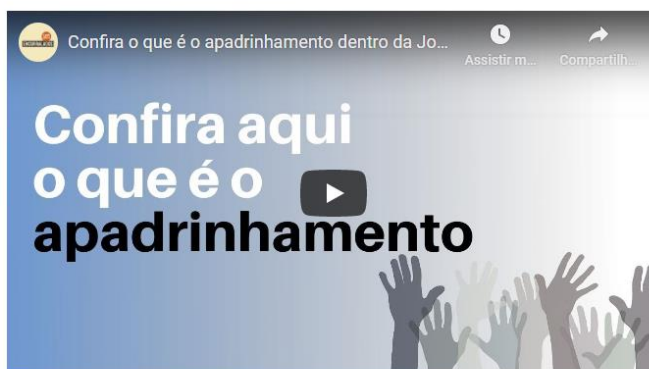 Confira o que é o apadrinhamento dentro da Jo...
Assistir m...
Compartilh...
Confira aqui
o que é o
apadrinhamento